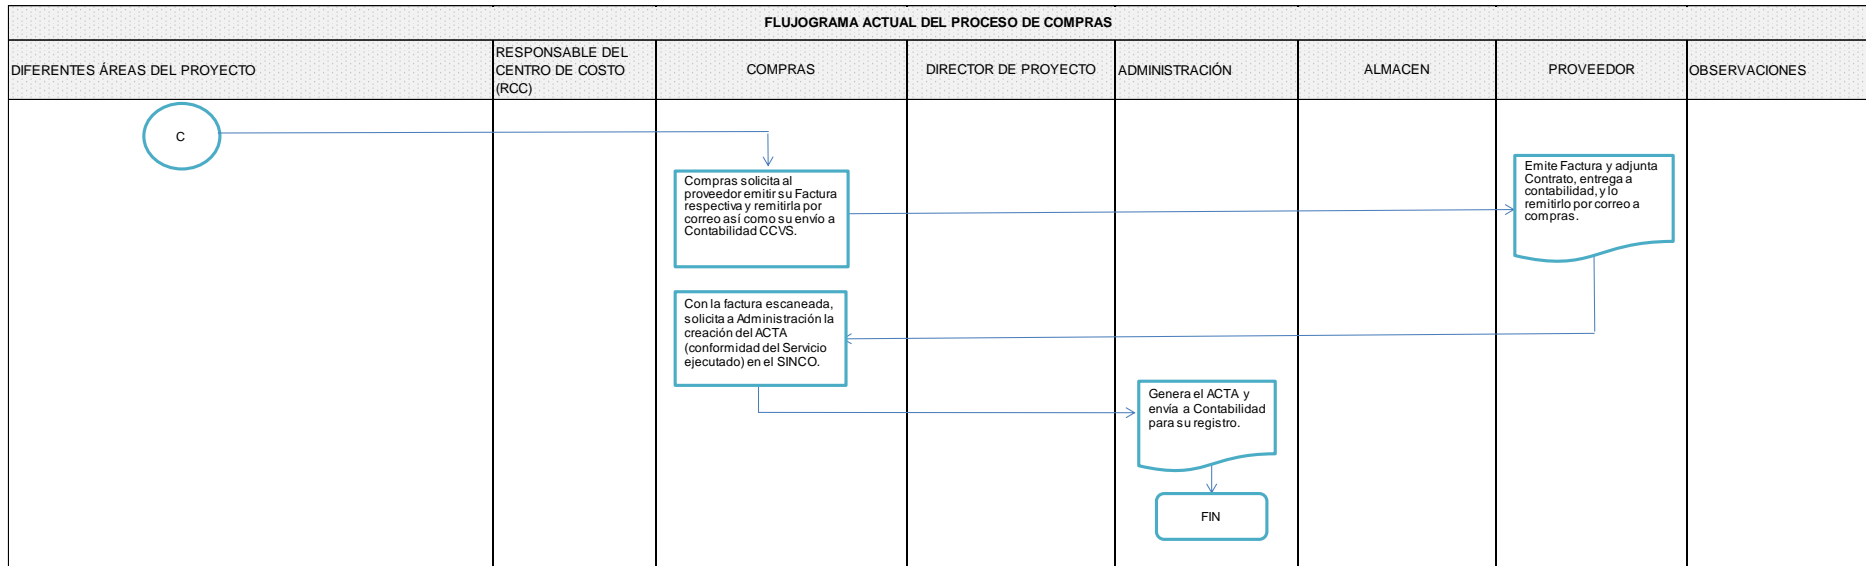 FLUJOGRAMA ACTUAL DEL PROCESO DE COMPRAS
DIFERENTES ÁREAS DEL PROYECTO
RESPONSABLE DEL
CENTRO DE COSTO
(RCC)
COMPRAS
DIRECTOR DE PROYECTO
ADMINISTRACIÓN
ALMACEN
PROVEEDOR
OBSERVACIONES
C
Compras solicita al
proveedor emitir su Factura
respectiva y remitirla por
correo así como su envío a
Contabilidad CCVS.
Emite Factura y adjunta
Contrato, entrega a
contabilidad, y lo
remitirlo por correo a
compras.
Con la factura escaneada,
solicita a Administración la
creación del ACTA
(conformidad del Servicio
ejecutado) en el SINCO.
Genera el ACTA y
envía a Contabilidad
para su registro.
FIN